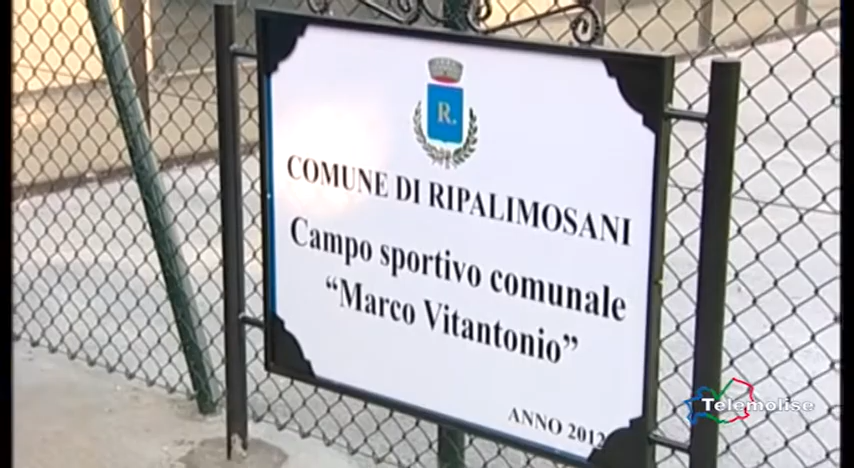 R.
COMUNE DI RIPALIMOSANI
Campo sportivo comunale
“Marco Vitantonio”
ANNO 2012
Telemolise